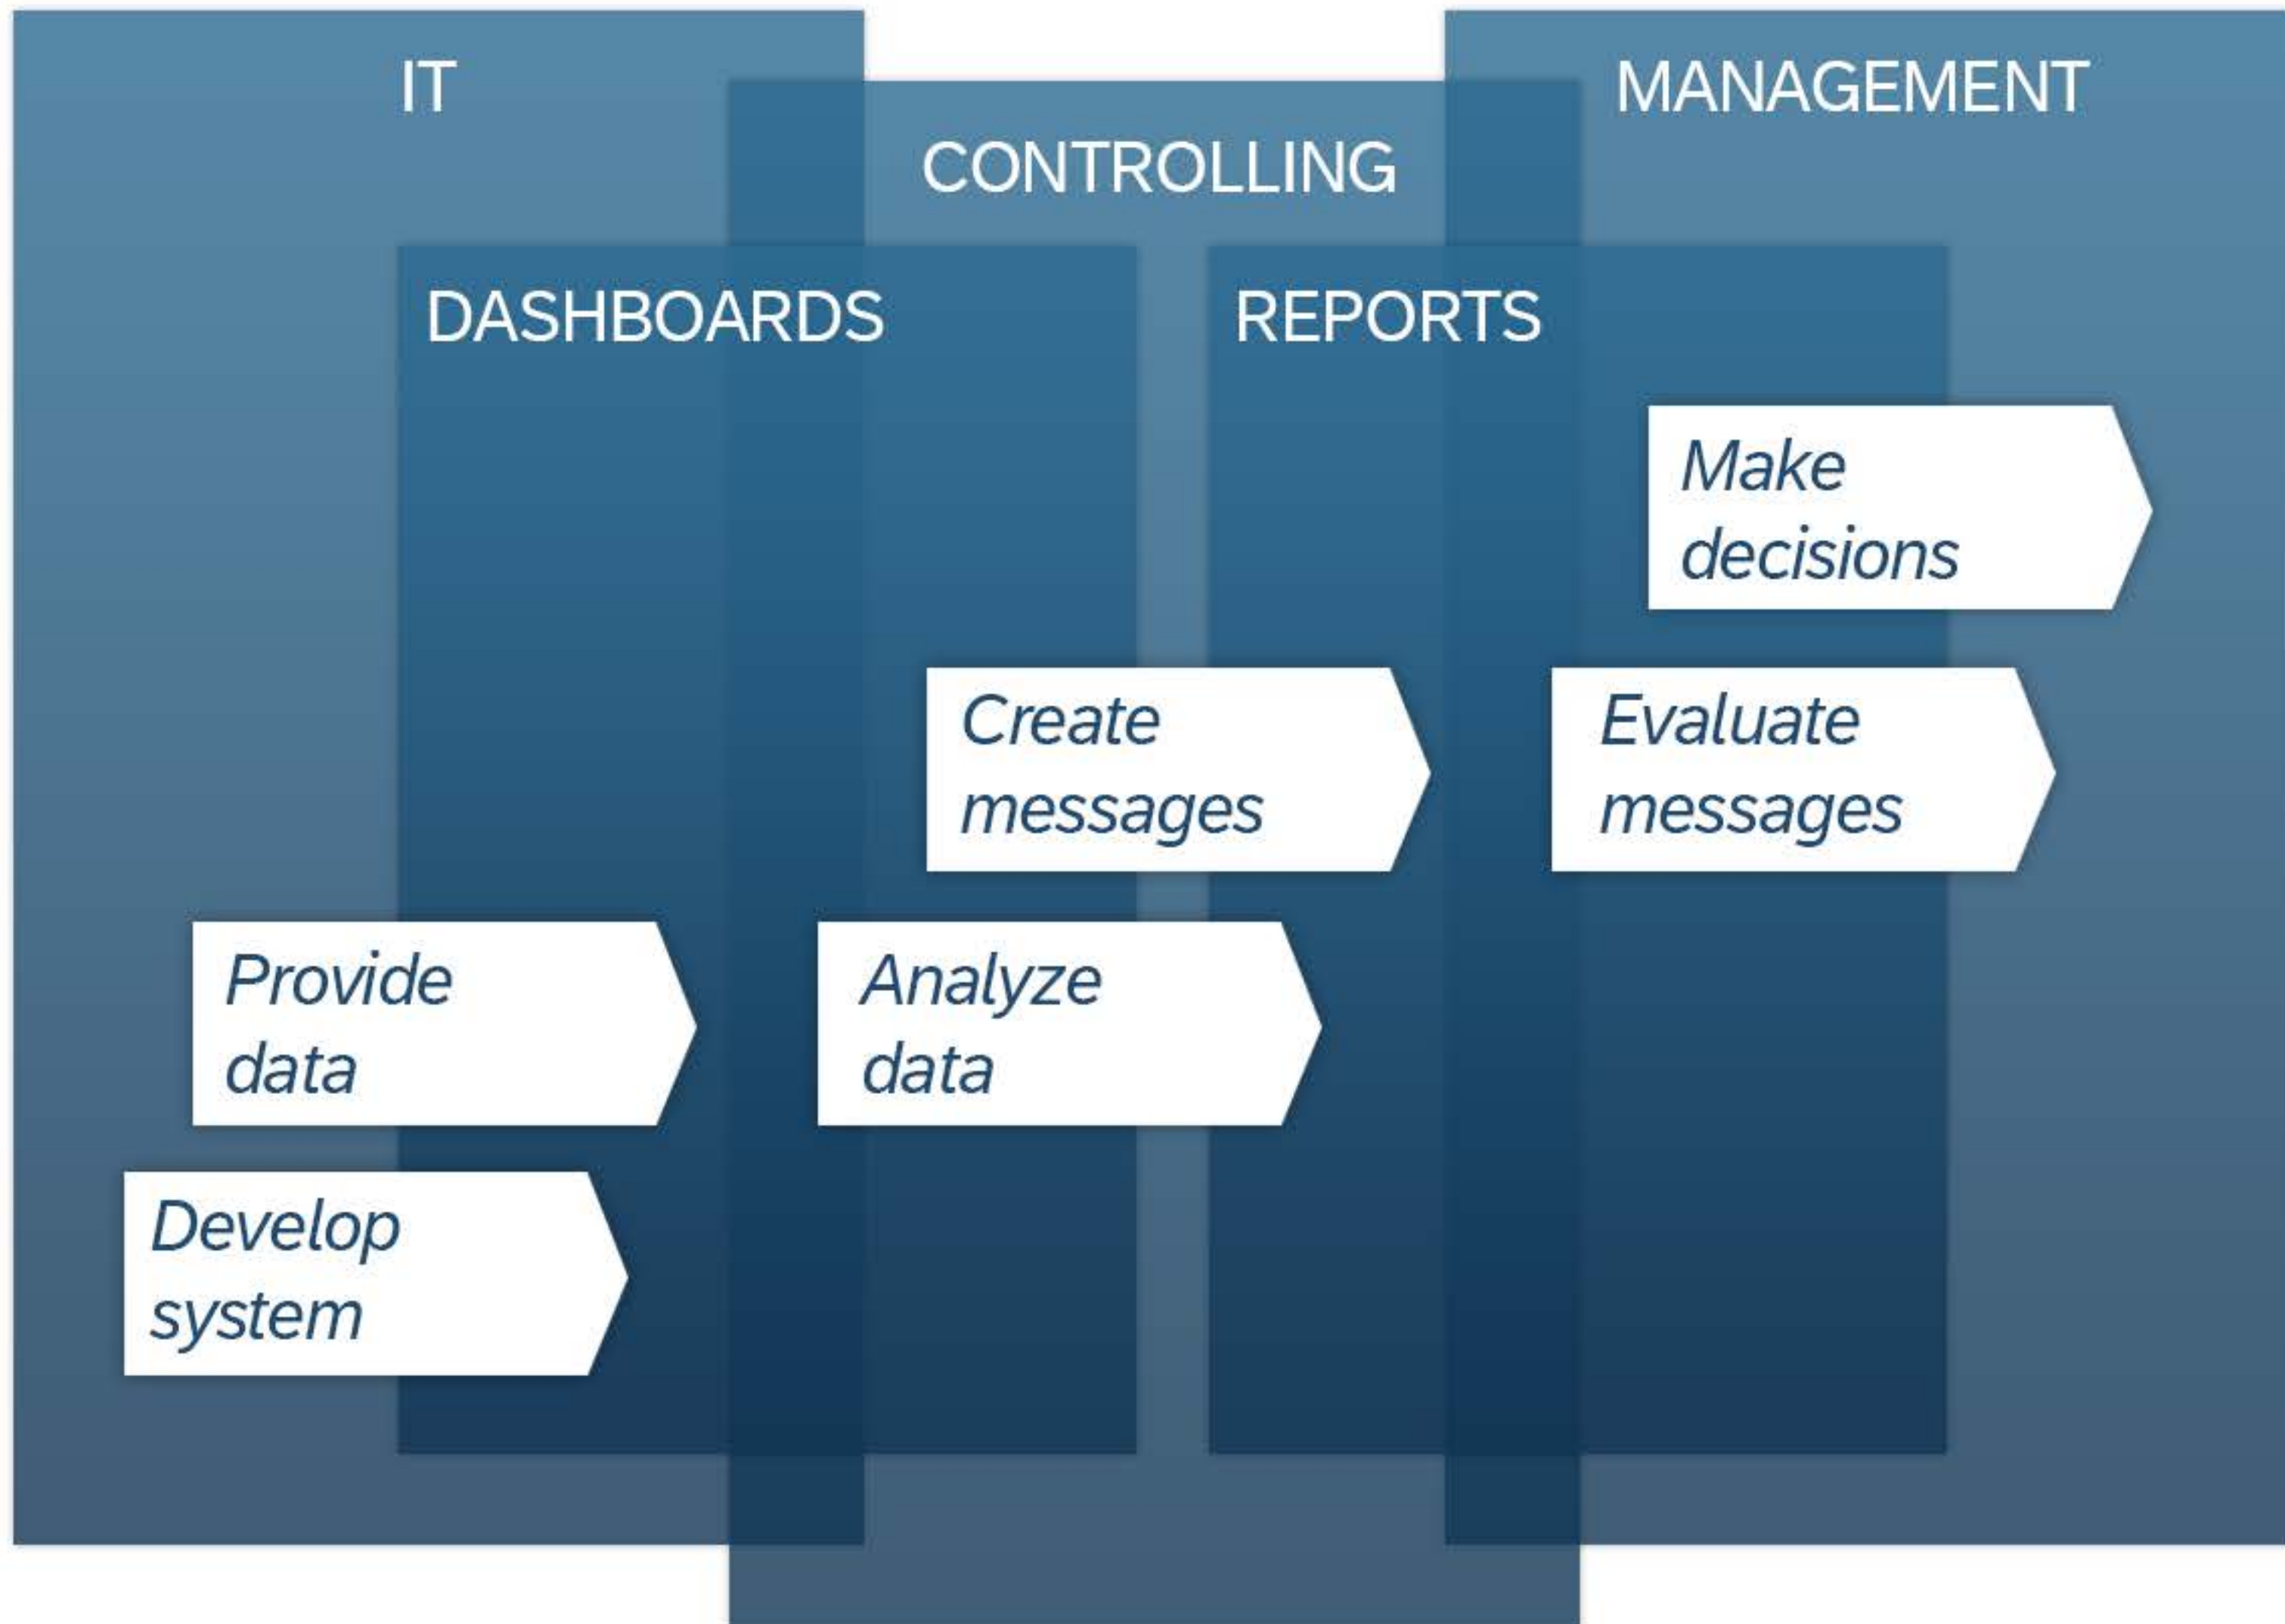 IT
MANAGEMENT
CONTROLLING
DASHBOARDS
REPORTS
Make
decisions
Create
messages
Evaluate
messages
Provide
data
Analyze
data
Develop
system